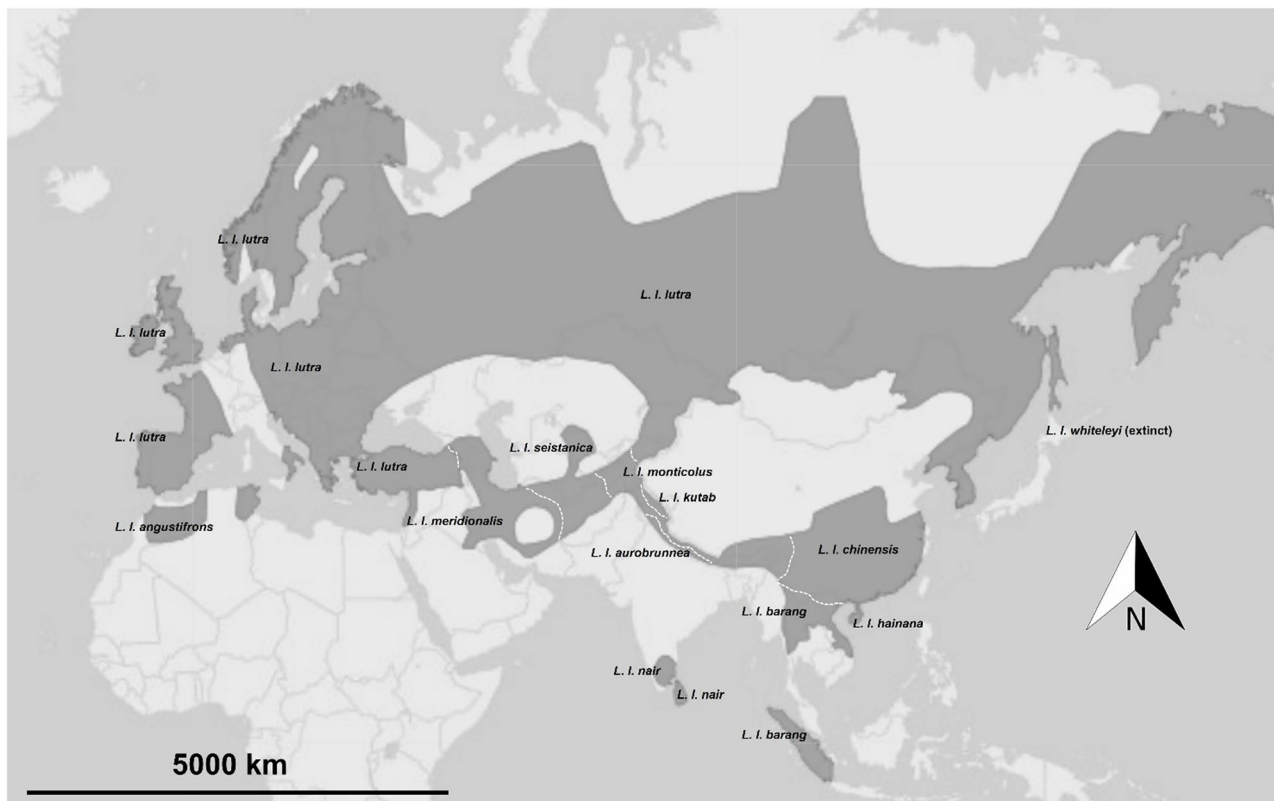 L. l. lutra
L. l. lutra
L. l. lutra
L. l. lutra
L. l. whiteleyi (extinct)
L. l. lutra
L. l. seistanica
L. l. lutra
L. l. monticolus
L. l. kutab
L. l. angustifrons
L. l. meridionalis
L. l. aurobrunnea
L. l. chinensis
L. l. barang
L. l. hainana
N
L. l. nair
L. l. nair
L. l. barang
5000 km